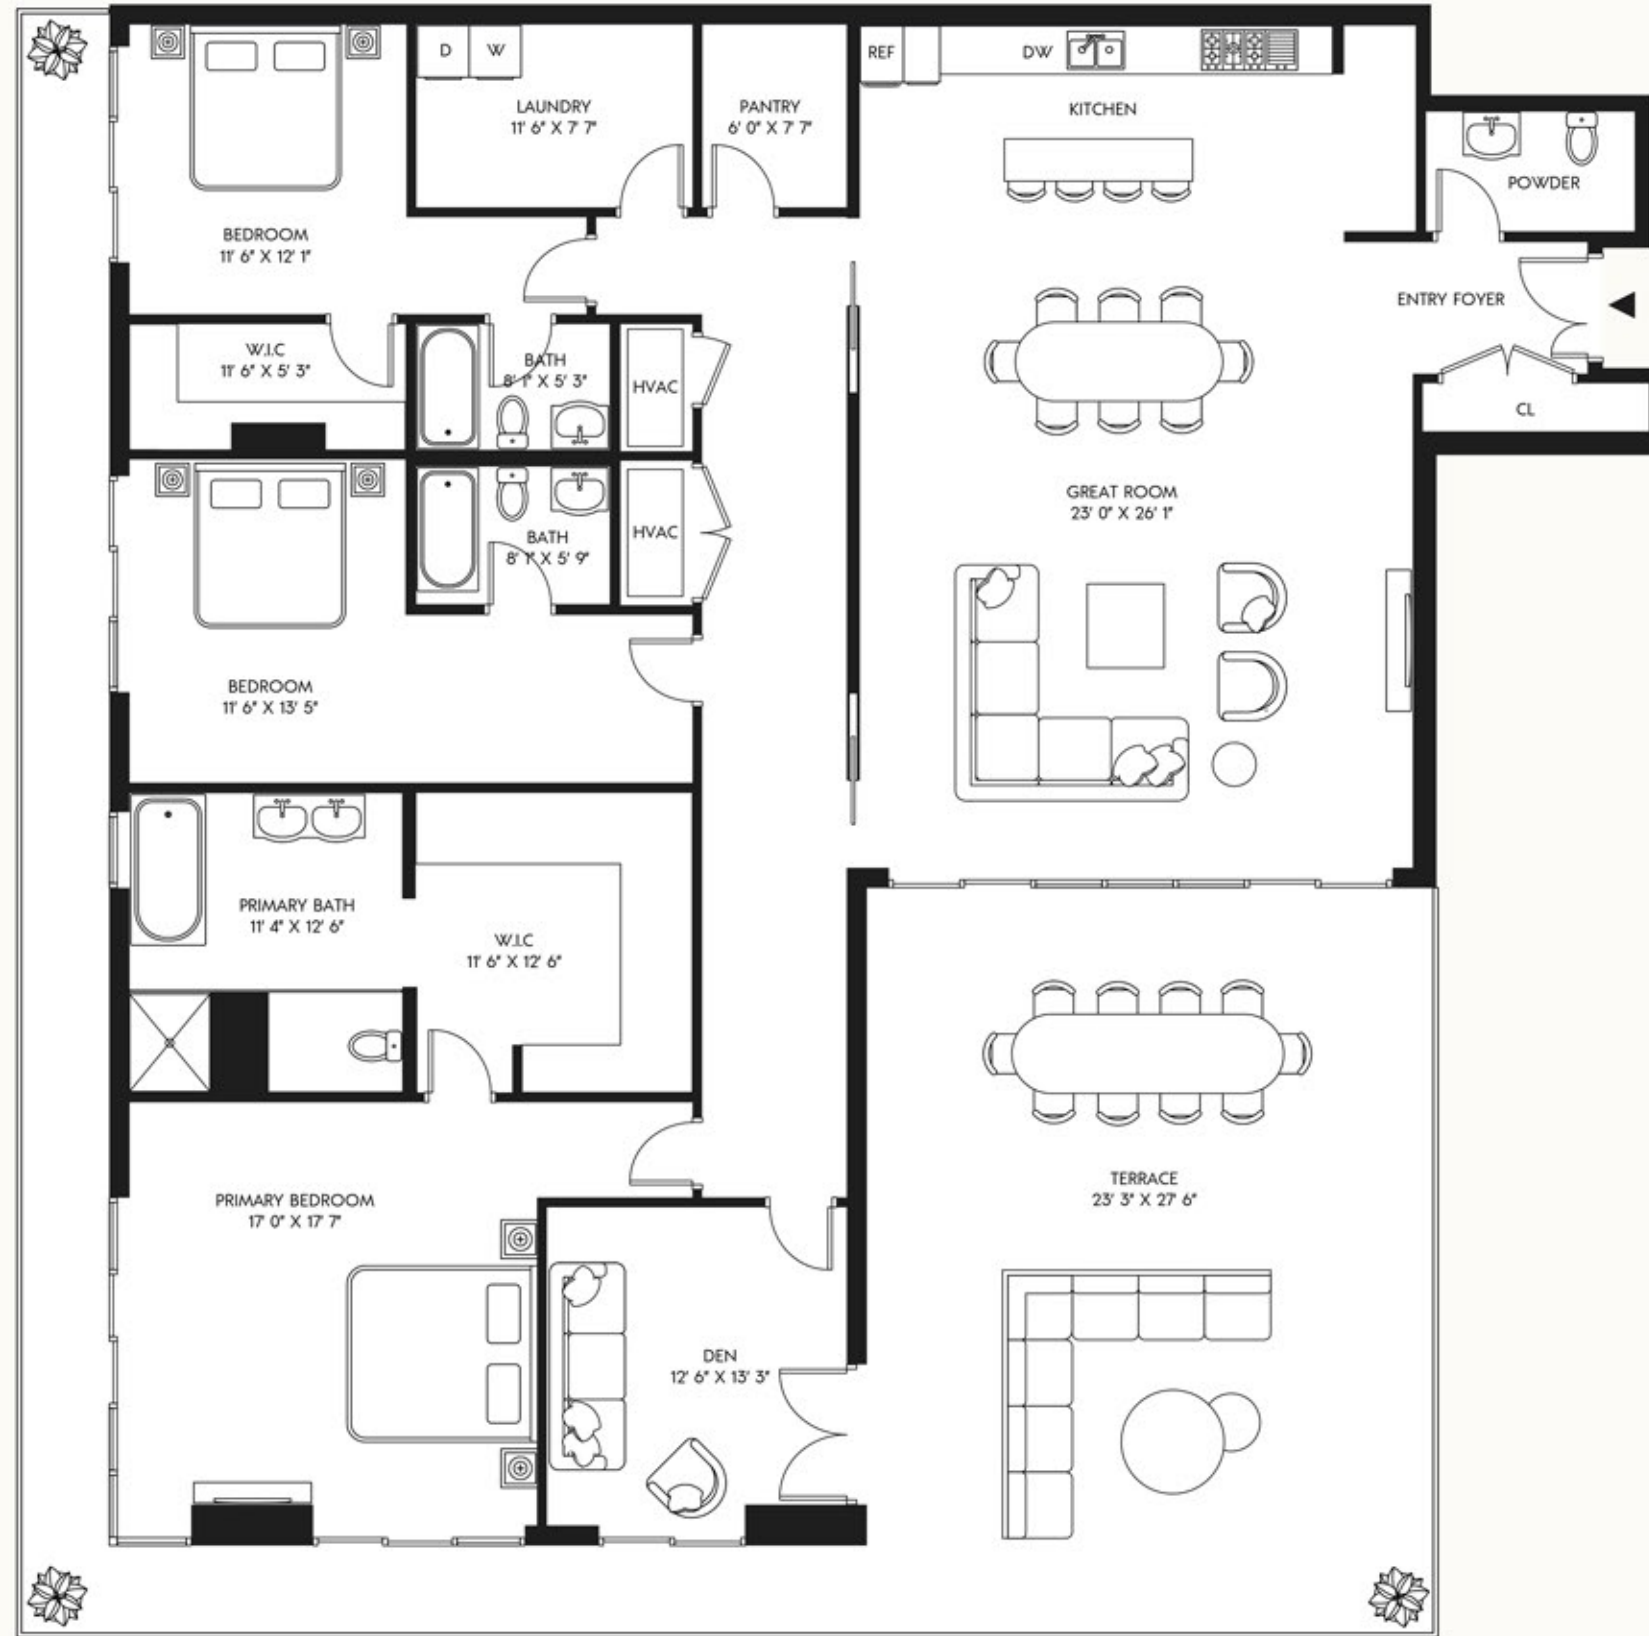 D
W
LAUNDRY
11' 6" X 7' 7"
PANTRY
6' 0" X 7' 7"
REF
DW
KITCHEN
POWDER
BEDROOM
11' 6" X 12' 1"
ENTRY FOYER
W.I.C
11' 6" X 5' 3"
BATH
8' 1" X 5' 3"
HVAC
CL
GREAT ROOM
23' 0" X 26' 1"
BATH
8' 1" X 5' 9"
HVAC
BEDROOM
11' 6" X 13' 5"
PRIMARY BATH
11' 4" X 12' 6"
W.I.C
11' 6" X 12' 6"
PRIMARY BEDROOM
17' 0" X 17' 7"
TERRACE
23' 3" X 27' 6"
DEN
12' 6" X 13' 3"